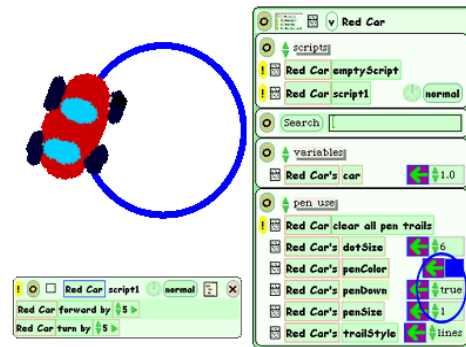 v Red Car
scripts
! Red Car emptyScript
! Red Car script1 normal
Search
variables
Red Car's car 1.0
pen use
! Red Car clear all pen trails
Red Car's dotSize 6
Red Car's penColor
Red Car's penDown true
Red Car's penSize 1
Red Car's trailStyle lines
! Red Car script1 normal
Red Car forward by 5
Red Car turn by 5